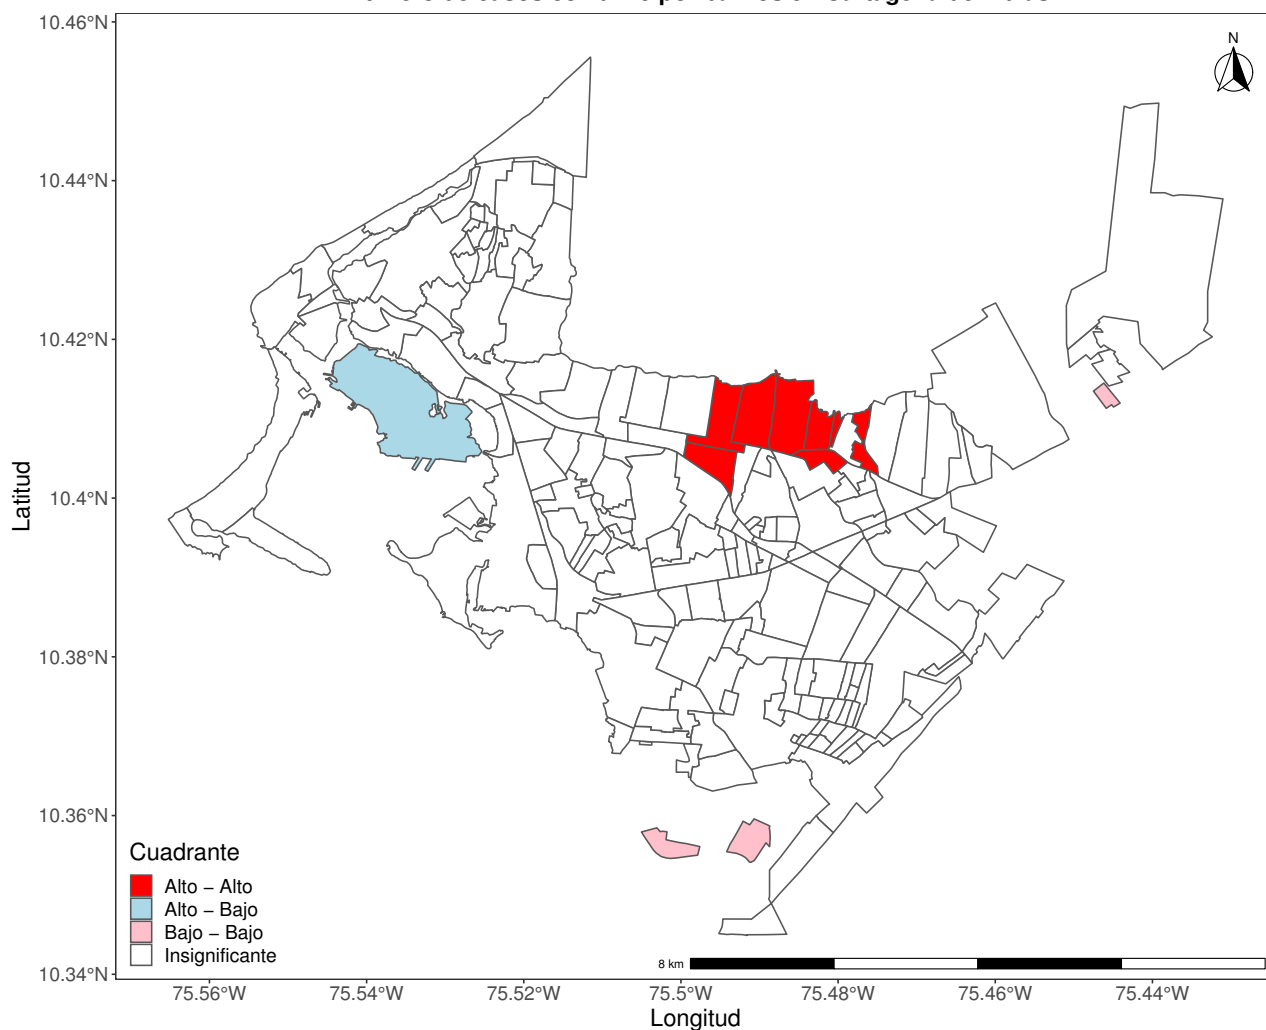 N
10.46°N
10.44°N
10.42°N
10.4°N
10.38°N
10.36°N
10.34°N
Latitud
Cuadrante
Alto − Alto
Alto − Bajo
Bajo − Bajo
Insignificante
8 km
75.56°W 75.54°W 75.52°W 75.5°W 75.48°W 75.46°W 75.44°W
Longitud